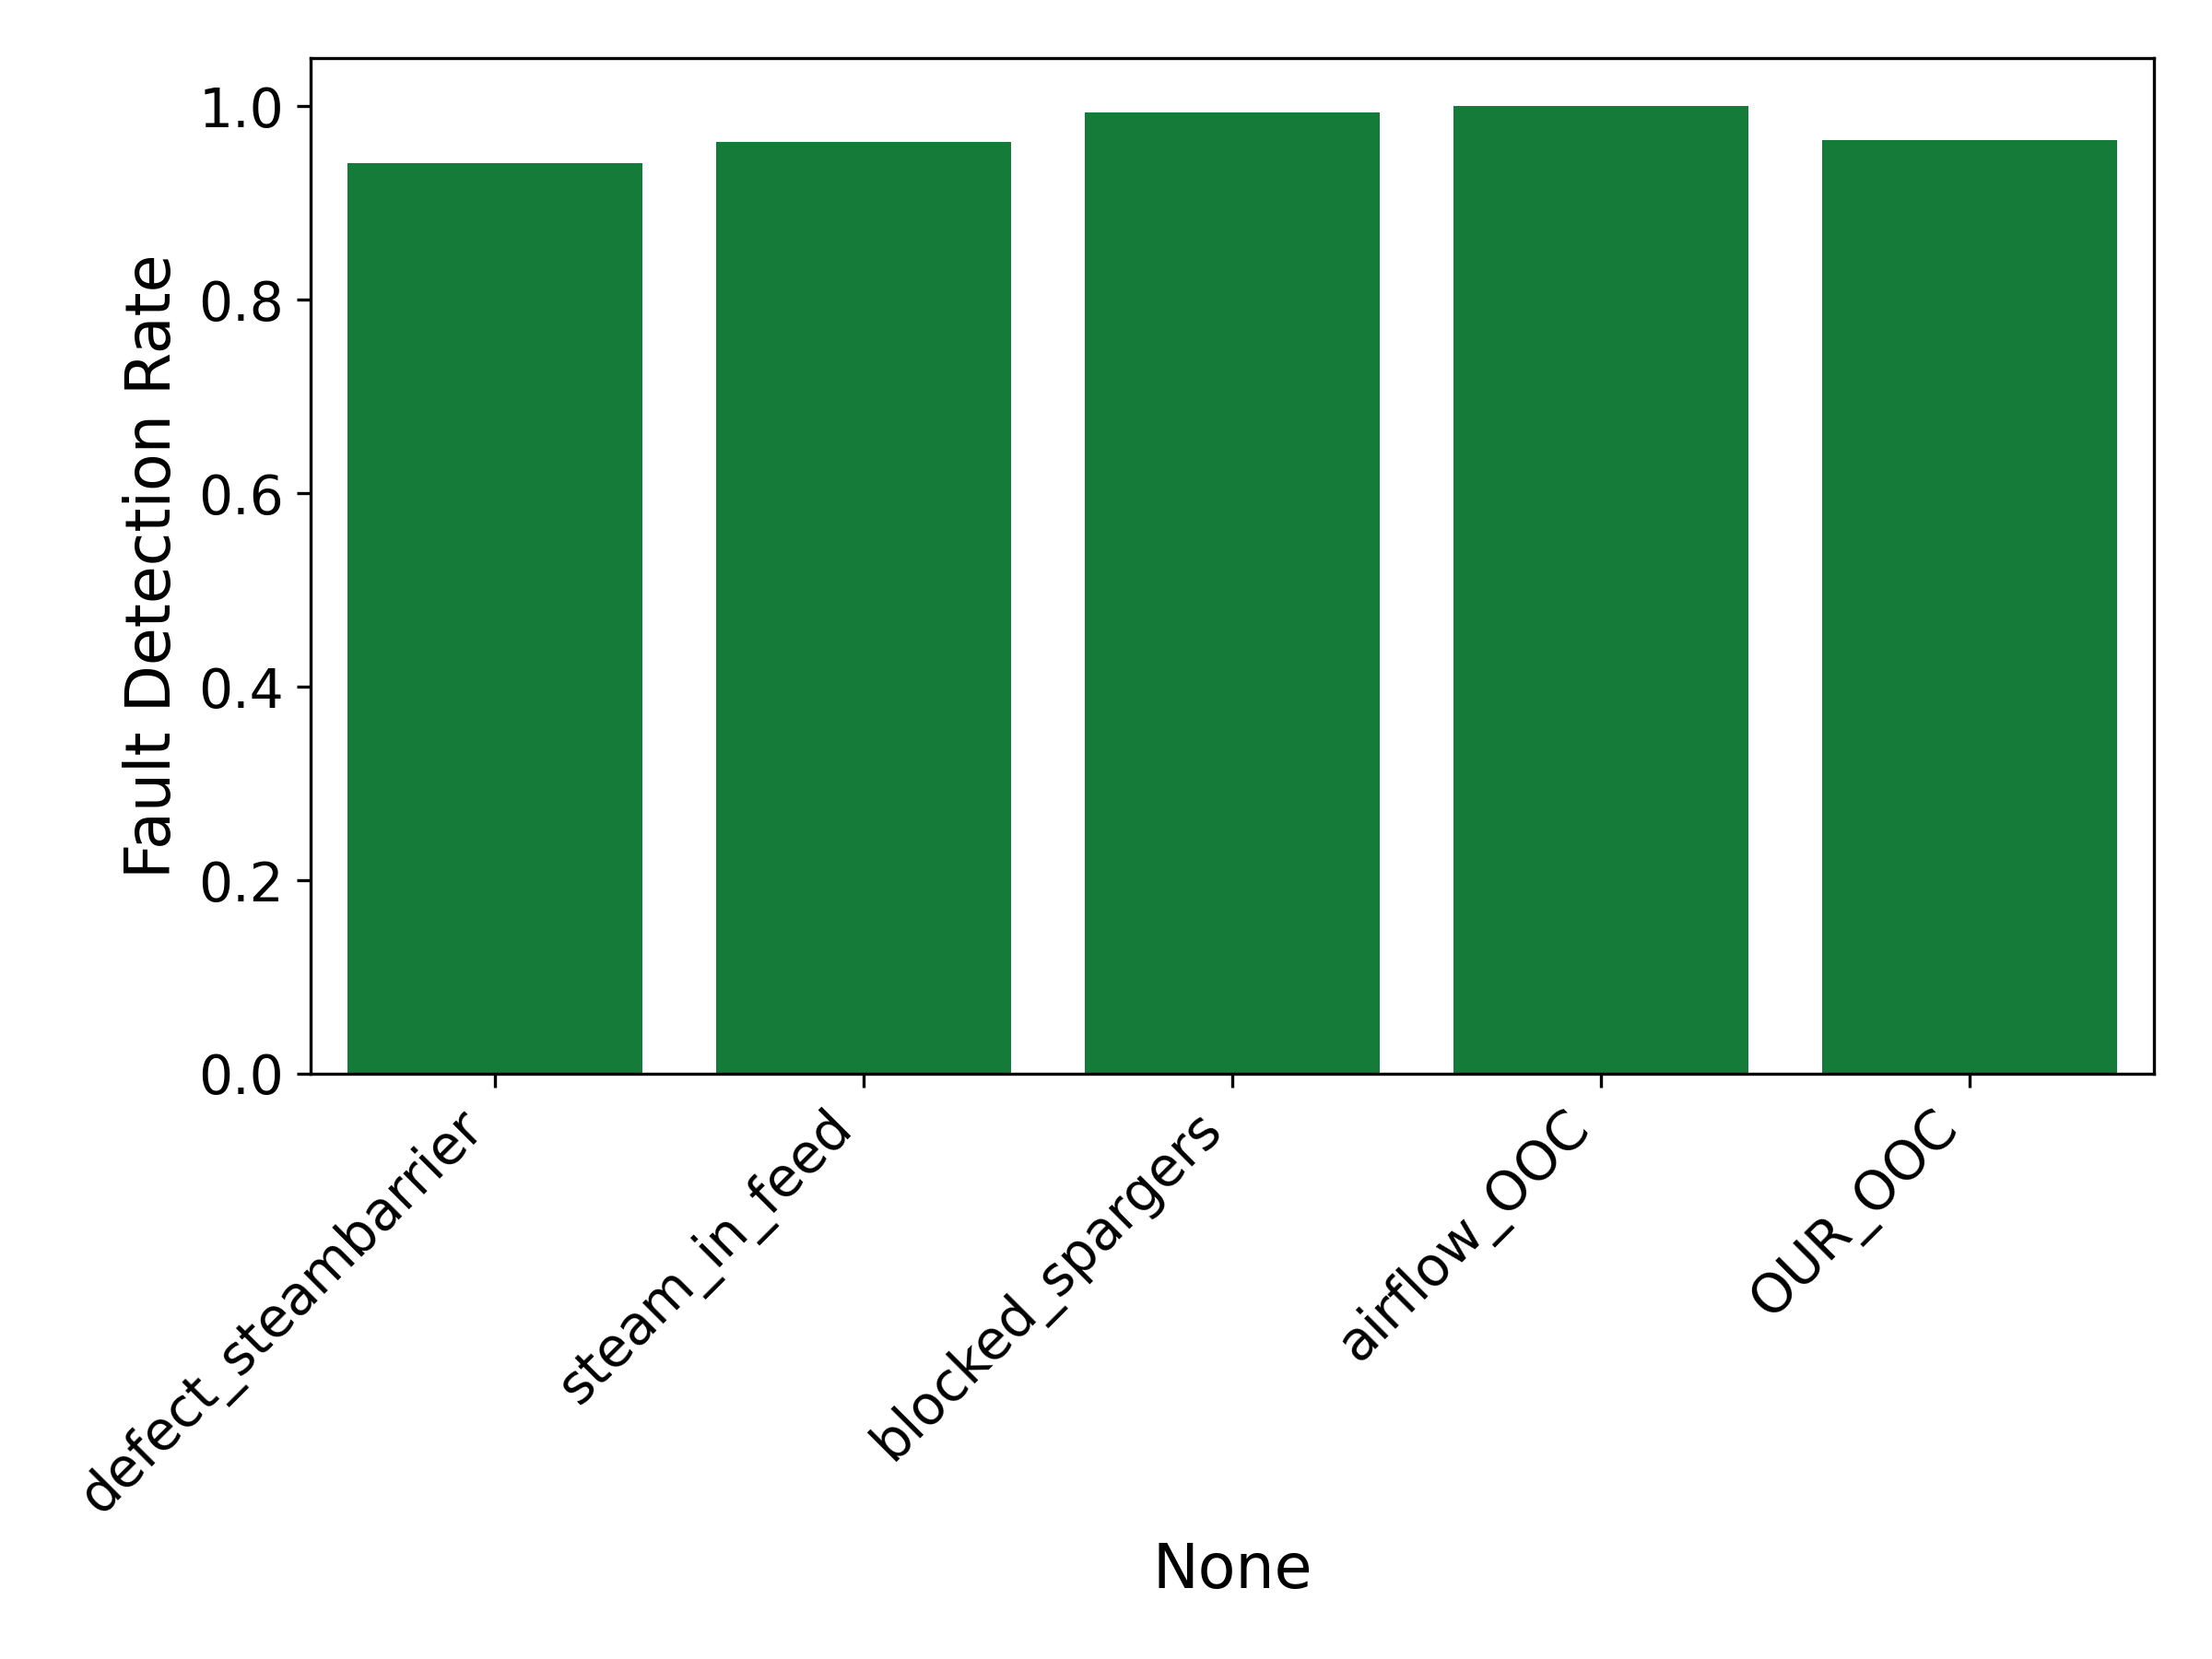 Fault Detection Rate
1.0
0.8
0.6
0.4
0.2
0.0
defect_steambarrier
steam_in_feed
blocked_spargers
airflow_OOC
OUR_OOC
None